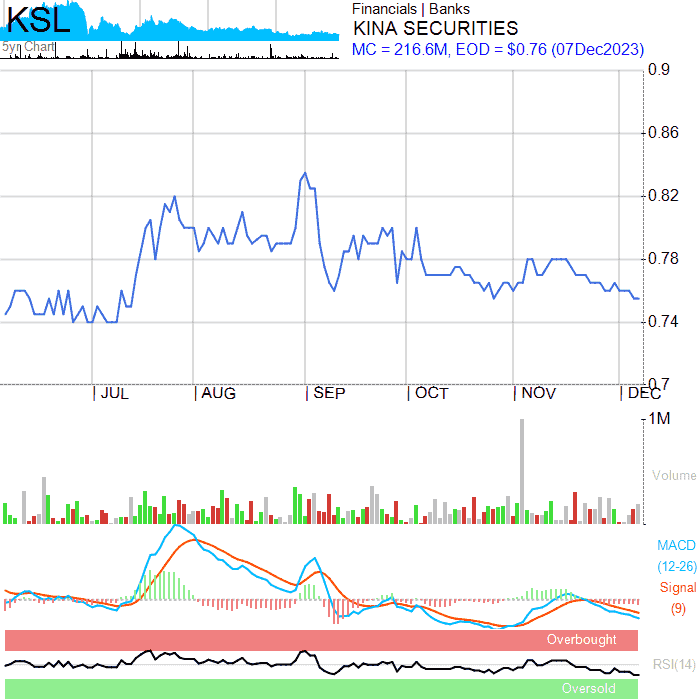 KSL
5yr Chart
Financials | Banks
KINA SECURITIES
MC = 216.6M, EOD = $0.76 (07Dec2023)
0.9
0.86
0.82
0.78
0.74
0.7
JUL AUG SEP OCT NOV DEC
1M
Volume
MACD
(12-26)
Signal
(9)
Overbought
RSI(14)
Oversold